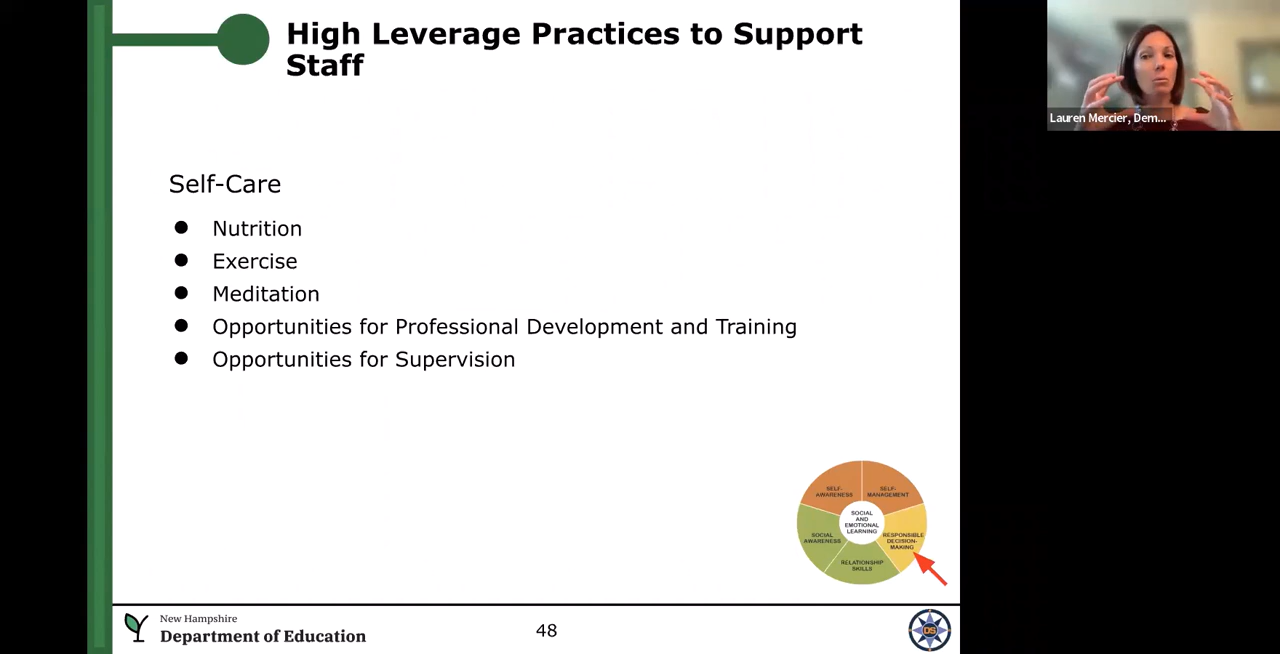 High Leverage Practices to Support
Staff
Lauren Mercier, Dem...
Self-Care
● Nutrition
● Exercise
● Meditation
● Opportunities for Professional Development and Training
● Opportunities for Supervision
SELF-
AWARENESS
SELF-
MANAGEMENT
SOCIAL
AND
EMOTIONAL
LEARNING
SOCIAL
AWARENESS
RESPONSIBLE
DECISION-
MAKING
RELATIONSHIP
SKILLS
New Hampshire
Department of Education
48
DS